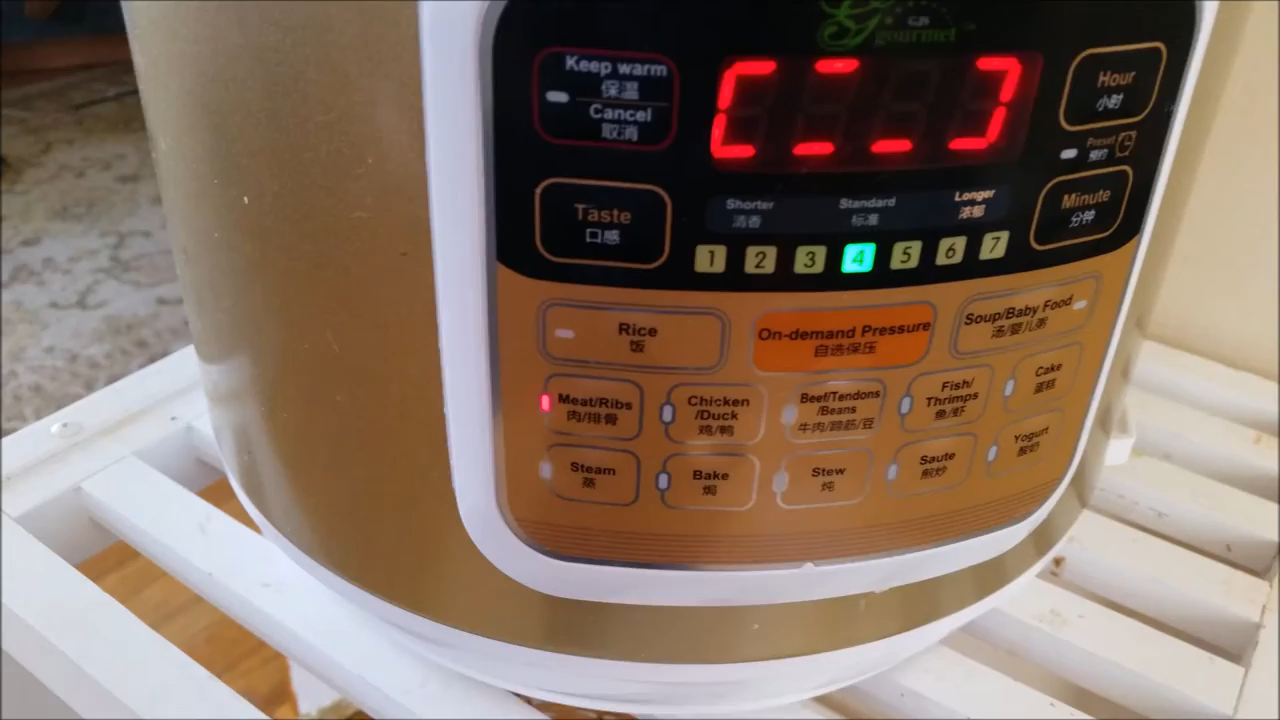 GJS
gourmet
Keep warm
保温
Cancel
取消
Hour
小时
Preset
预约
Taste
口感
Shorter
清香
Standard
标准
Longer
浓郁
Minute
分钟
1 2 3 4 5 6 7
Rice
饭
On-demand Pressure
自选保压
Soup/Baby Food
汤/婴儿粥
Meat/Ribs
肉/排骨
Chicken
/Duck
鸡/鸭
Beef/Tendons
/Beans
牛肉/蹄筋/豆
Fish/
Thrimps
鱼/虾
Cake
蛋糕
Steam
蒸
Bake
焗
Stew
炖
Saute
煎炒
Yogurt
酸奶